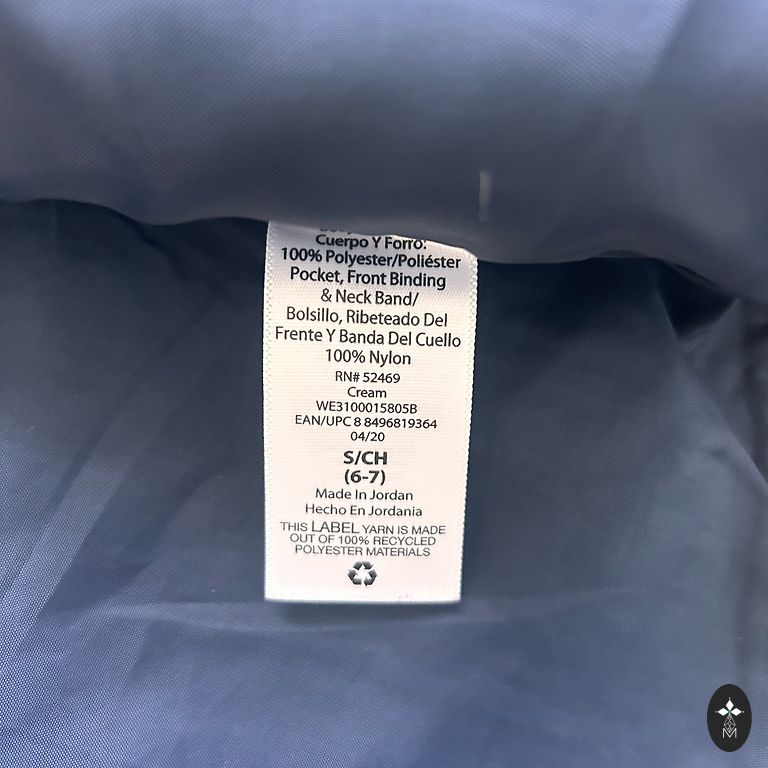 Cuerpo Y Forro:
100% Polyester/Poliéster
Pocket, Front Binding
& Neck Band/
Bolsillo, Ribeteado Del
Frente Y Banda Del Cuello
100% Nylon
RN# 52469
Cream
WE3100015805B
EAN/UPC 8 8496819364
04/20
S/CH
(6-7)
Made In Jordan
Hecho En Jordania
THIS LABEL YARN IS MADE
OUT OF 100% RECYCLED
POLYESTER MATERIALS
M